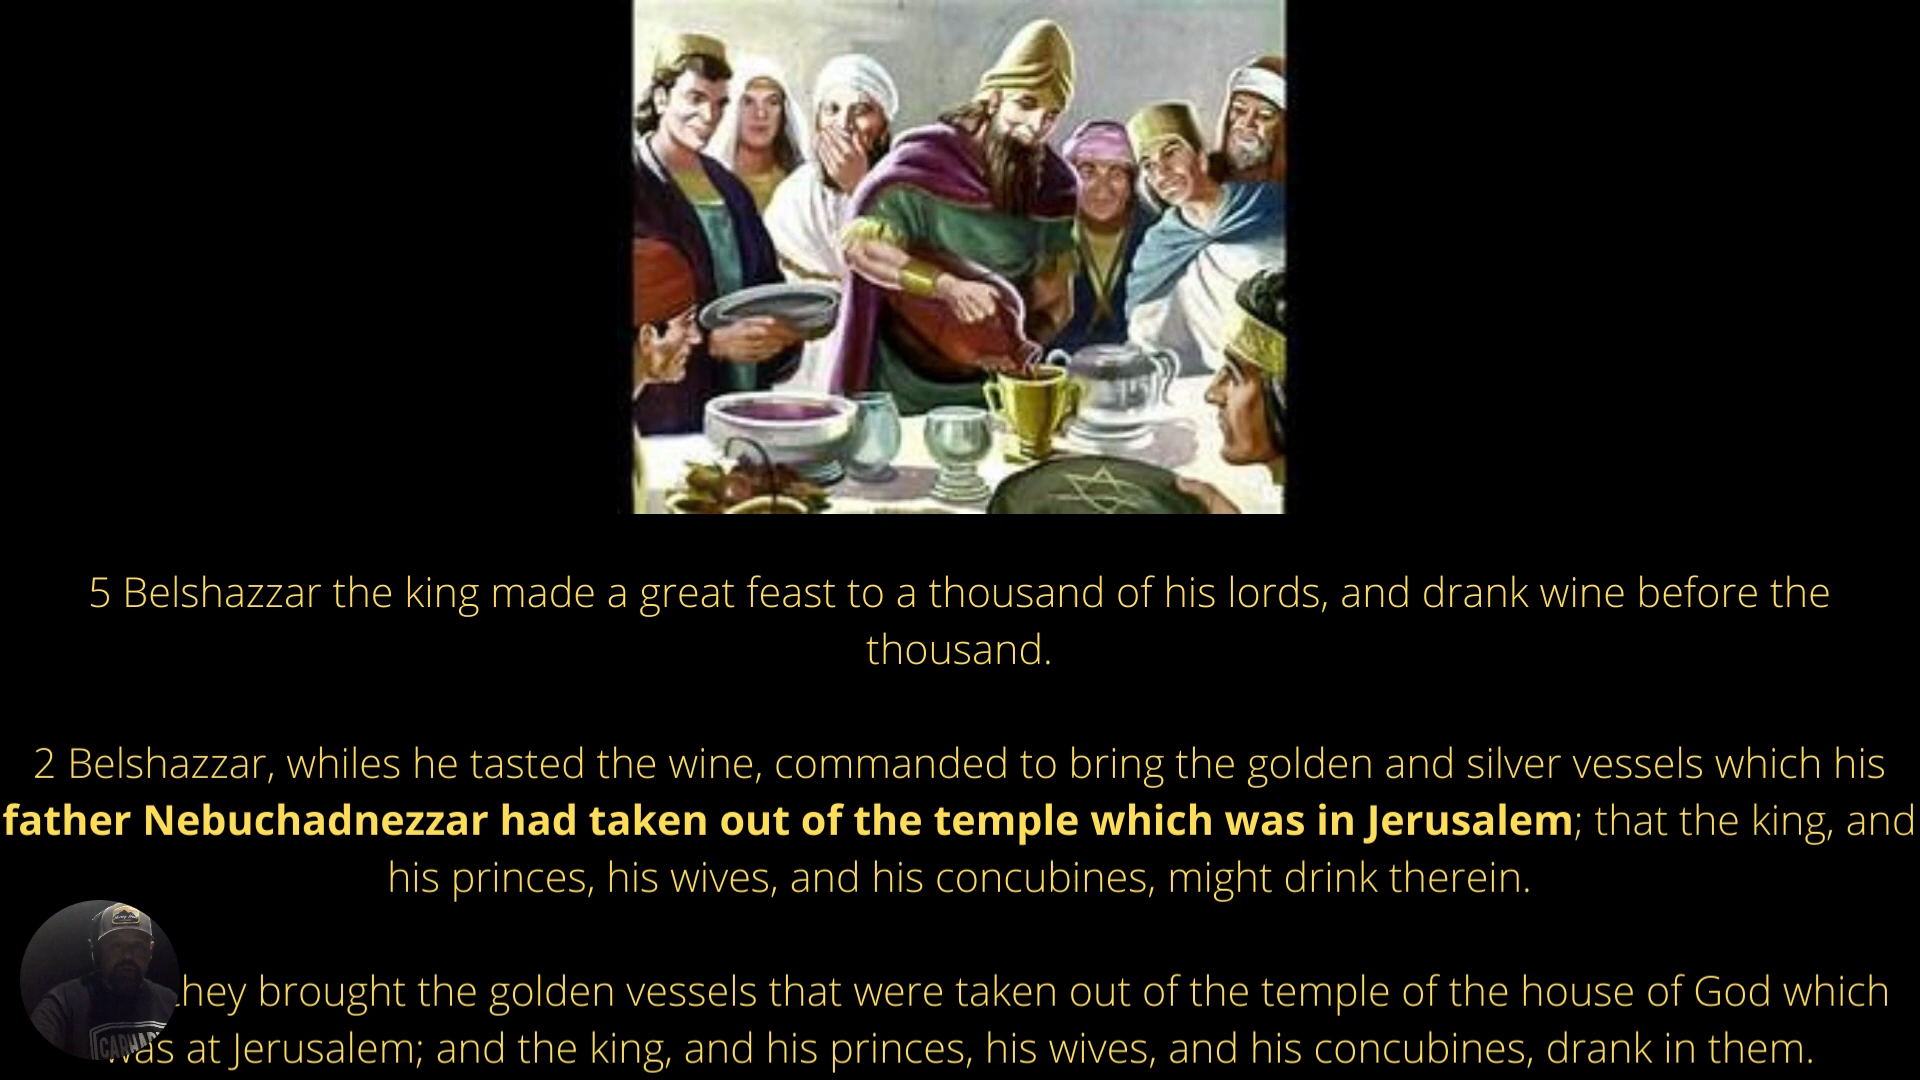 5 Belshazzar the king made a great feast to a thousand of his lords, and drank wine before the
thousand.
2 Belshazzar, whiles he tasted the wine, commanded to bring the golden and silver vessels which his
father Nebuchadnezzar had taken out of the temple which was in Jerusalem; that the king, and
his princes, his wives, and his concubines, might drink therein.
they brought the golden vessels that were taken out of the temple of the house of God which
was at Jerusalem; and the king, and his princes, his wives, and his concubines, drank in them.